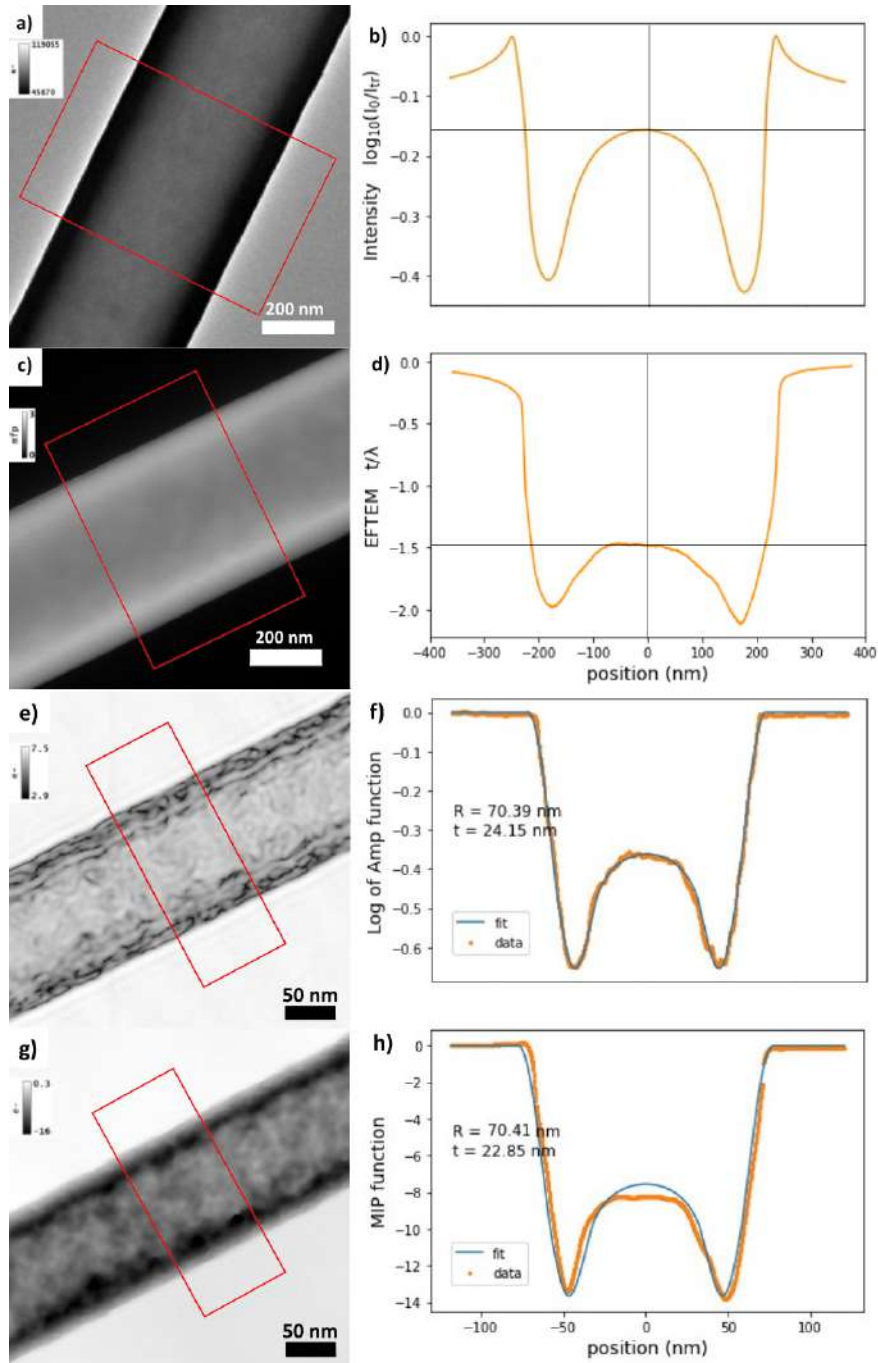 a)
119055
e-
45870
200 nm
b)
0.0
−0.1
−0.2
−0.3
−0.4
Intensity log₁₀(I₀/Iₜᵣ)
c)
3
mfp
0
200 nm
d)
0.0
−0.5
−1.0
−1.5
−2.0
EFTEM t/λ
−400 −300 −200 −100 0 100 200 300 400
position (nm)
e)
7.5
e-
2.9
50 nm
f)
0.0
−0.1
−0.2
−0.3
−0.4
−0.5
−0.6
Log of Amp function
R = 70.39 nm
t = 24.15 nm
fit
data
g)
0.3
e-
-16
50 nm
h)
0
−2
−4
−6
−8
−10
−12
−14
MIP function
R = 70.41 nm
t = 22.85 nm
fit
data
−100 −50 0 50 100
position (nm)